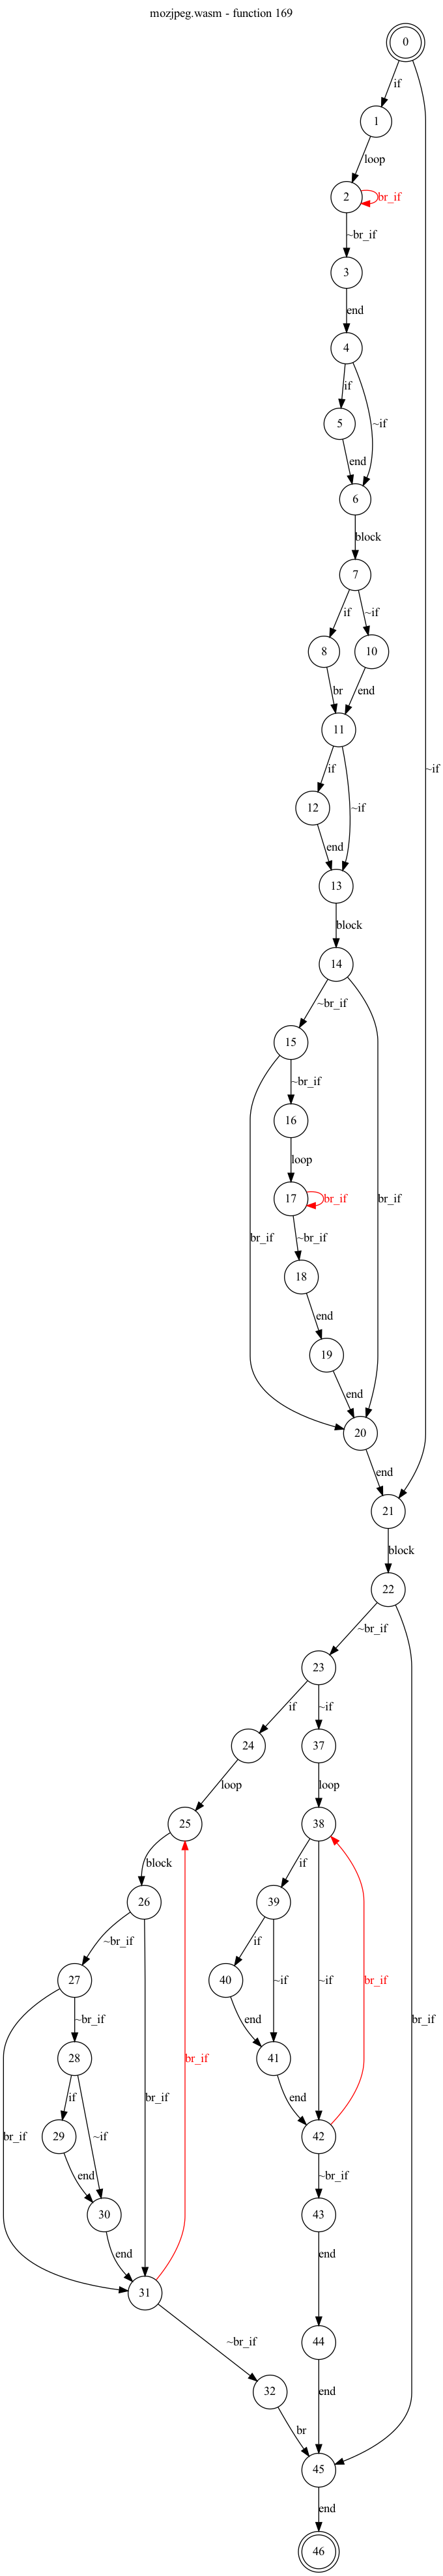 mozjpeg.wasm - function 169
0
if
1
loop
2
br_if
~br_if
3
end
4
if
5
~if
end
6
block
7
if
~if
8
10
br
end
11
if
~if
12
end
13
block
14
~br_if
15
~br_if
16
loop
br_if
17
br_if
br_if
~br_if
18
end
19
end
20
~if
end
21
block
22
~br_if
23
if
~if
24
37
loop
loop
25
38
block
if
26
39
~br_if
if
27
40
~if
~if
br_if
~br_if
end
28
41
br_if
br_if
br_if
if
end
29
~if
42
br_if
end
~br_if
30
43
end
31
end
~br_if
44
32
end
br
45
end
46